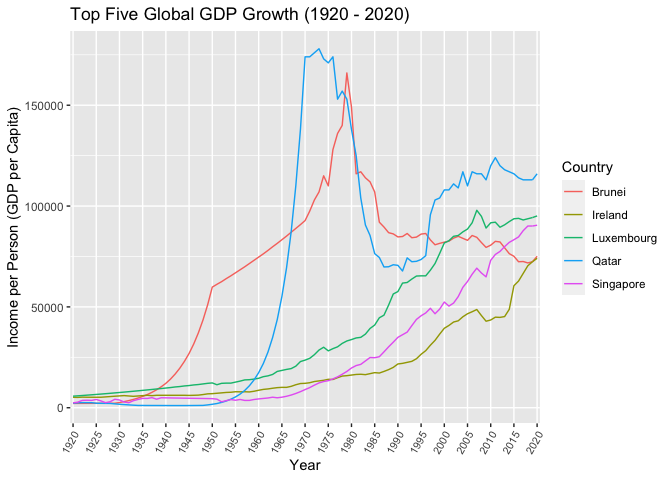 Top Five Global GDP Growth (1920 - 2020)
Income per Person (GDP per Capita)
150000
100000
50000
0
1920 1925 1930 1935 1940 1945 1950 1955 1960 1965 1970 1975 1980 1985 1990 1995 2000 2005 2010 2015 2020
Year
Country
Brunei
Ireland
Luxembourg
Qatar
Singapore